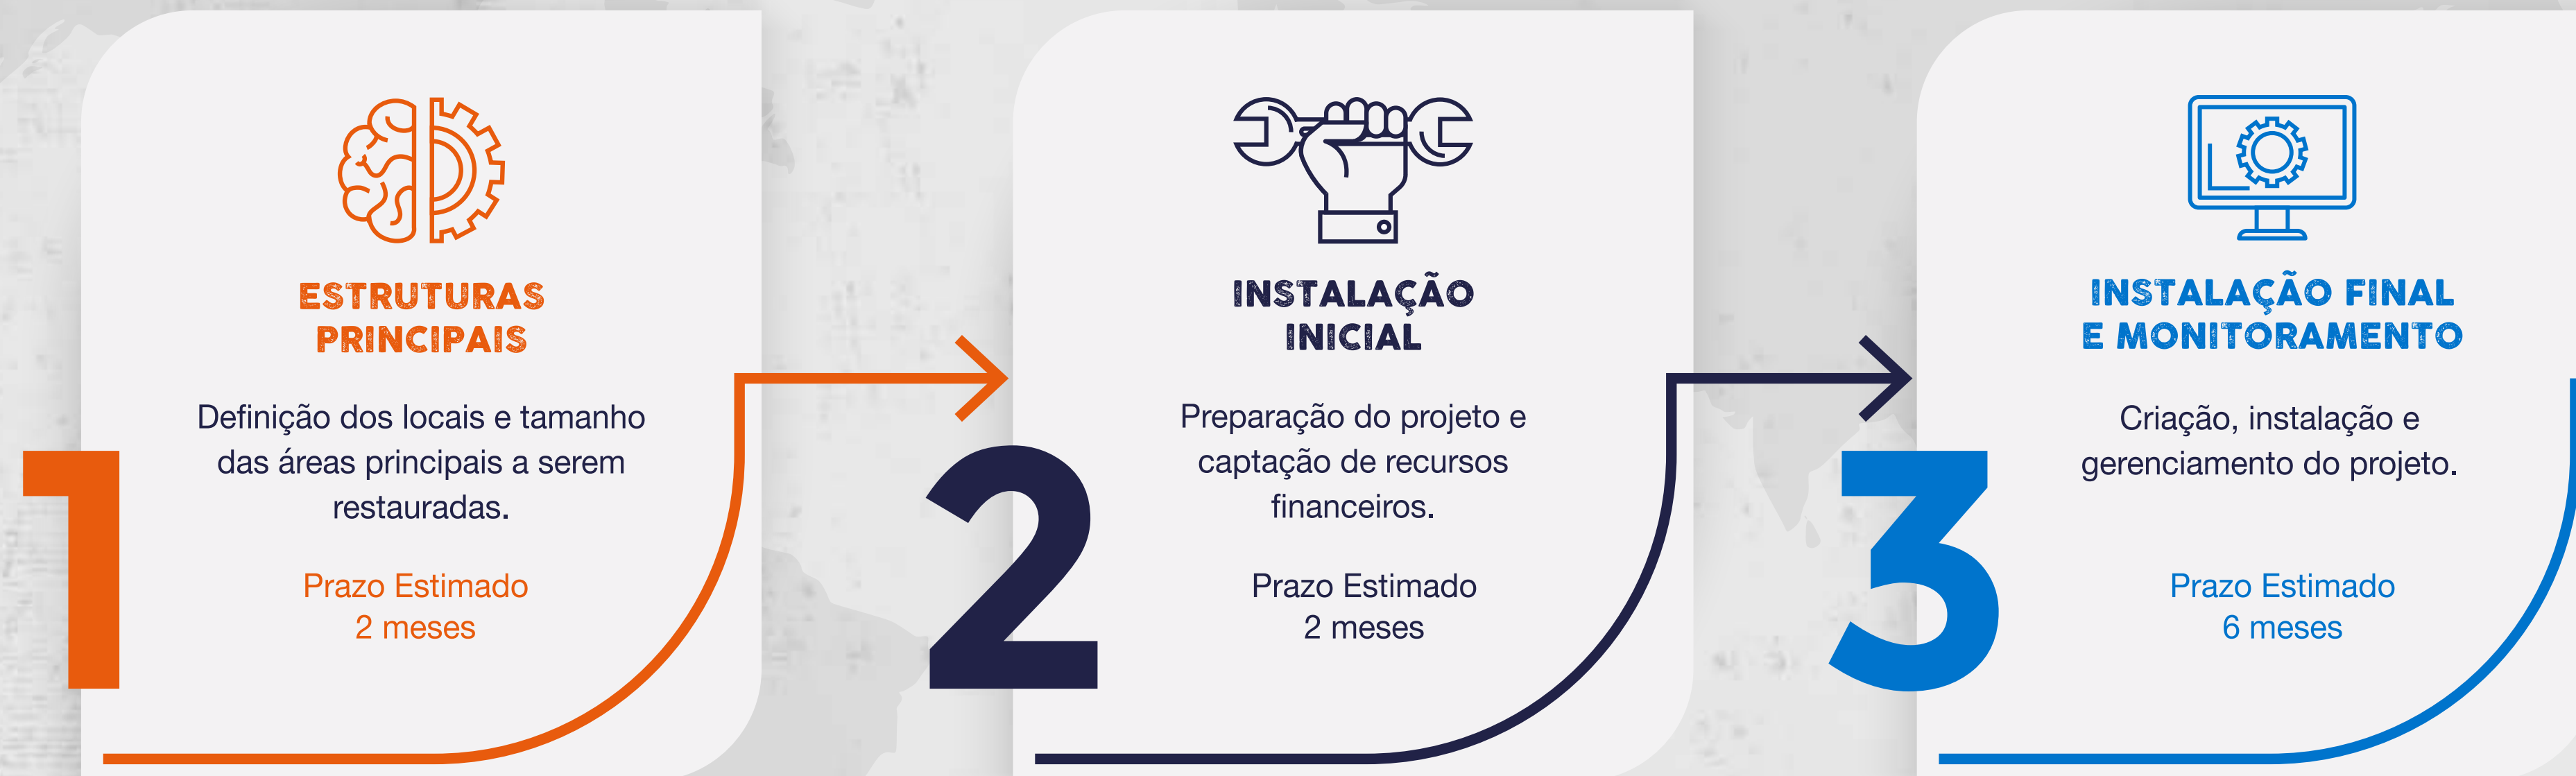 ESTRUTURAS
PRINCIPAIS
Definição dos locais e tamanho
das áreas principais a serem
restauradas.
Prazo Estimado
2 meses
1
INSTALAÇÃO
INICIAL
Preparação do projeto e
captação de recursos
financeiros.
Prazo Estimado
2 meses
2
INSTALAÇÃO FINAL
E MONITORAMENTO
Criação, instalação e
gerenciamento do projeto.
Prazo Estimado
6 meses
3